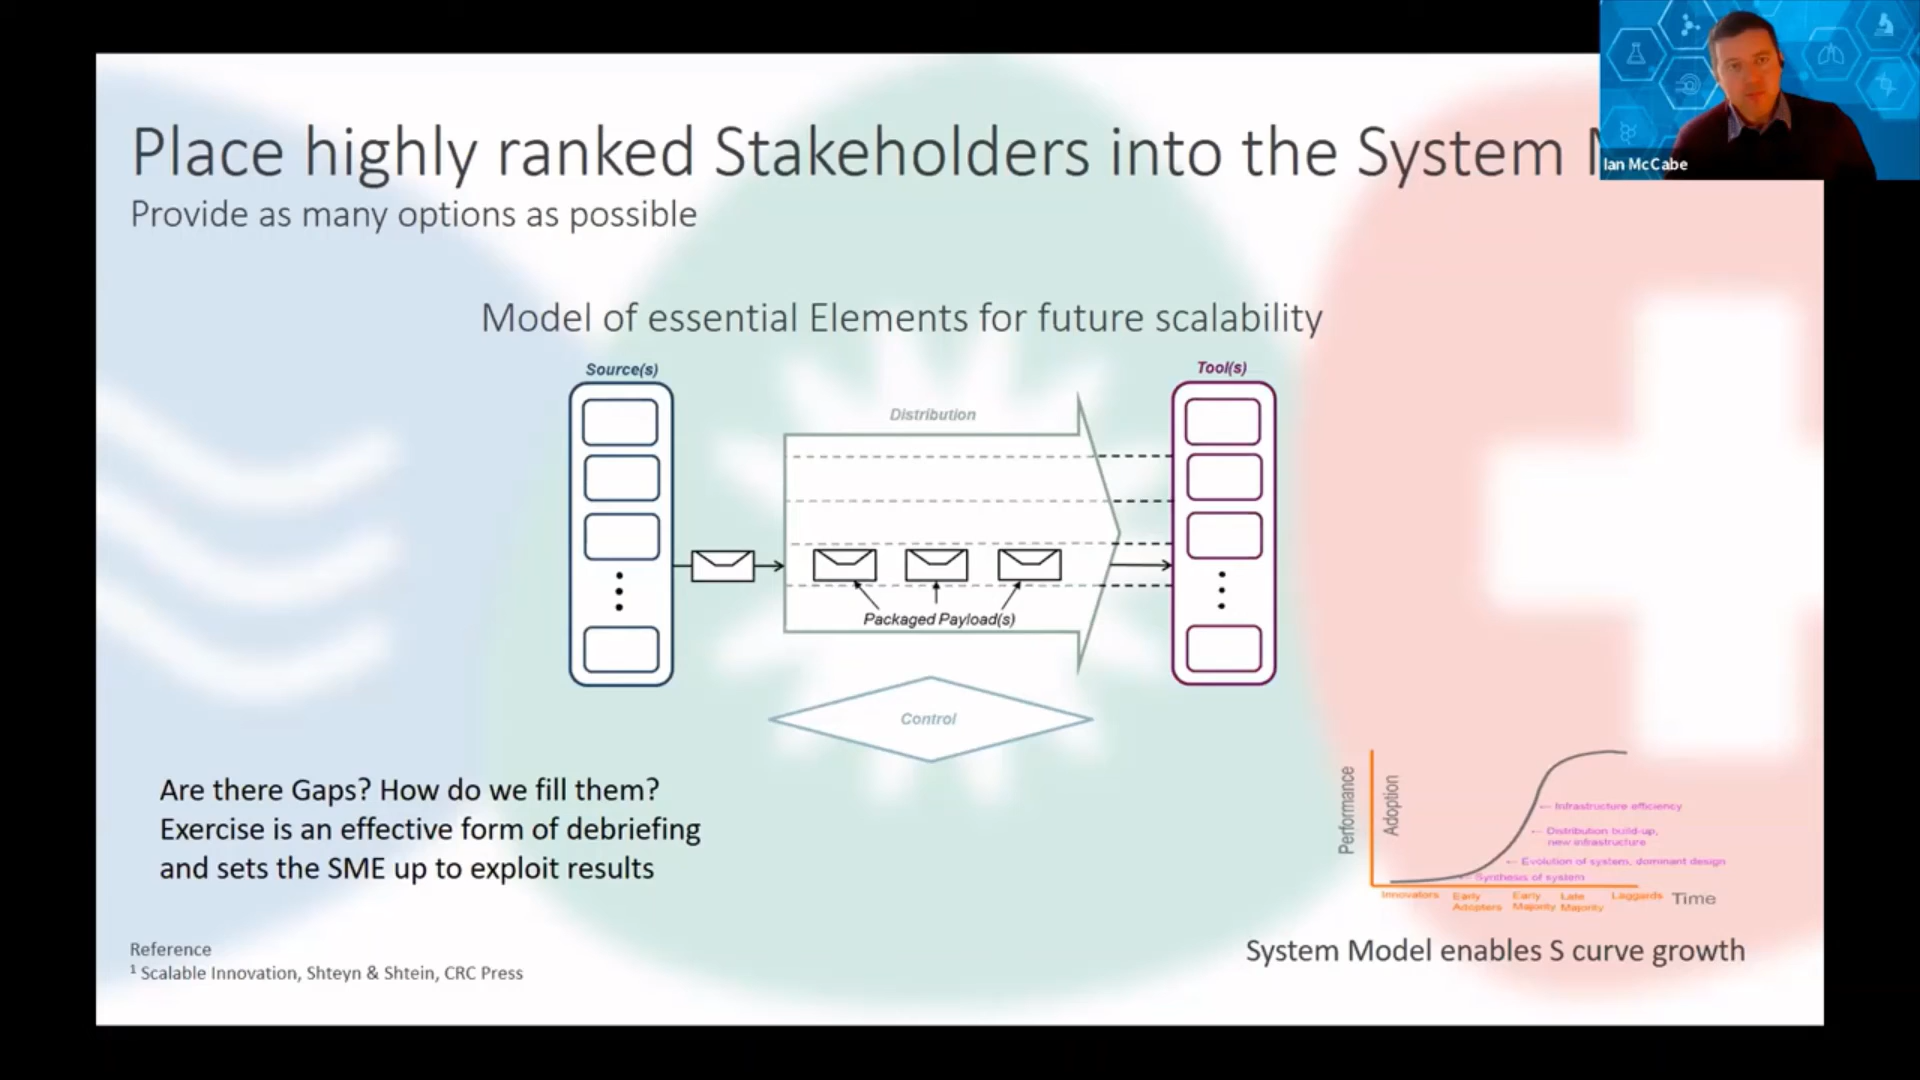 Place highly ranked Stakeholders into the System
Ian McCabe
Provide as many options as possible
Model of essential Elements for future scalability
Source(s)
Tool(s)
Distribution
Packaged Payload(s)
Control
Are there Gaps? How do we fill them?
Exercise is an effective form of debriefing
and sets the SME up to exploit results
Performance
Adoption
Infrastructure efficiency
Distribution build-up,
new infrastructure
Evolution of system, dominant design
Synthesis of system
Innovators
Early
Adopters
Early
Majority
Late
Majority
Laggards
Time
System Model enables S curve growth
Reference
1 Scalable Innovation, Shteyn & Shtein, CRC Press